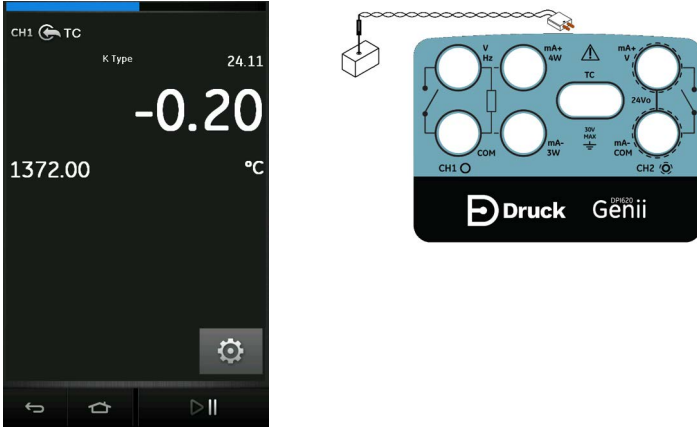 CH1 TC
K Type 24.11
-0.20
1372.00 °C
V mA+ mA+
Hz 4W V
TC
24Vo
30V
MAX
COM mA- mA-
3W COM
CH1 CH2
Druck DPI620
Genii